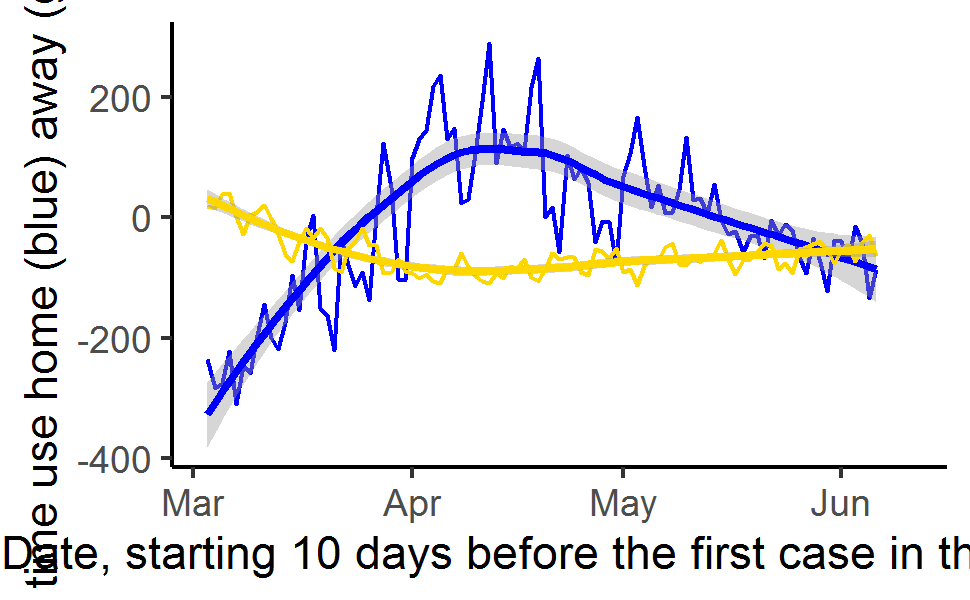 time use home (blue) away (
200
0
-200
-400
Mar Apr May Jun
Date, starting 10 days before the first case in th